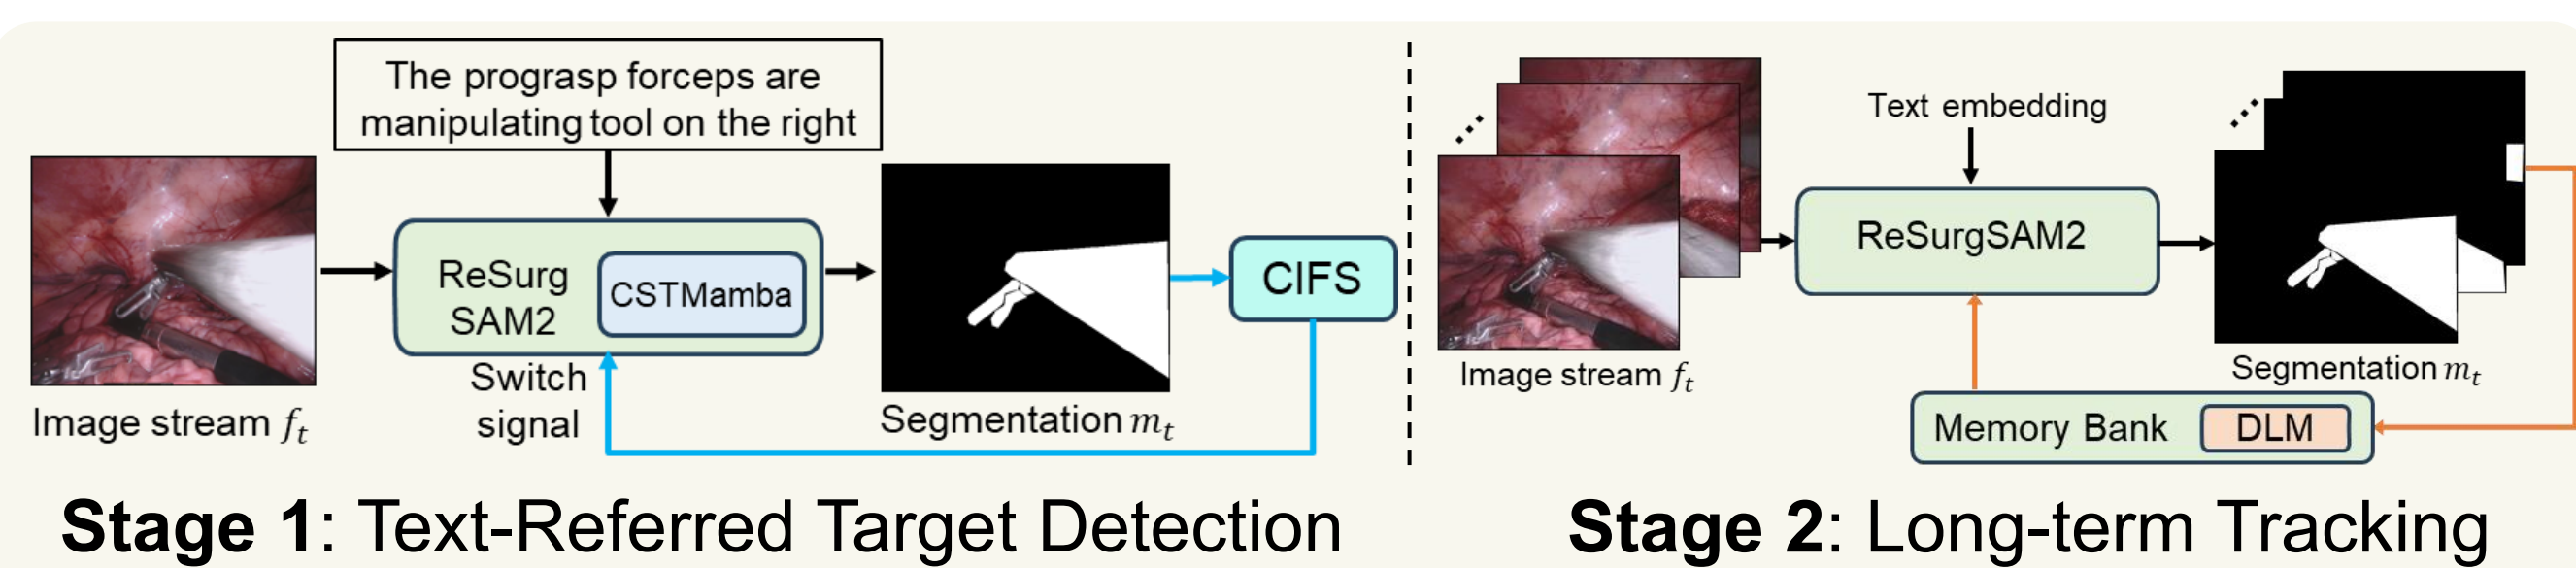 The prograsp forceps are
manipulating tool on the right
ReSurg
SAM2
CSTMamba
CIFS
Switch
signal
Image stream f_t
Segmentation m_t
Stage 1: Text-Referred Target Detection
Text embedding
ReSurgSAM2
Image stream f_t
Segmentation m_t
Memory Bank
DLM
Stage 2: Long-term Tracking